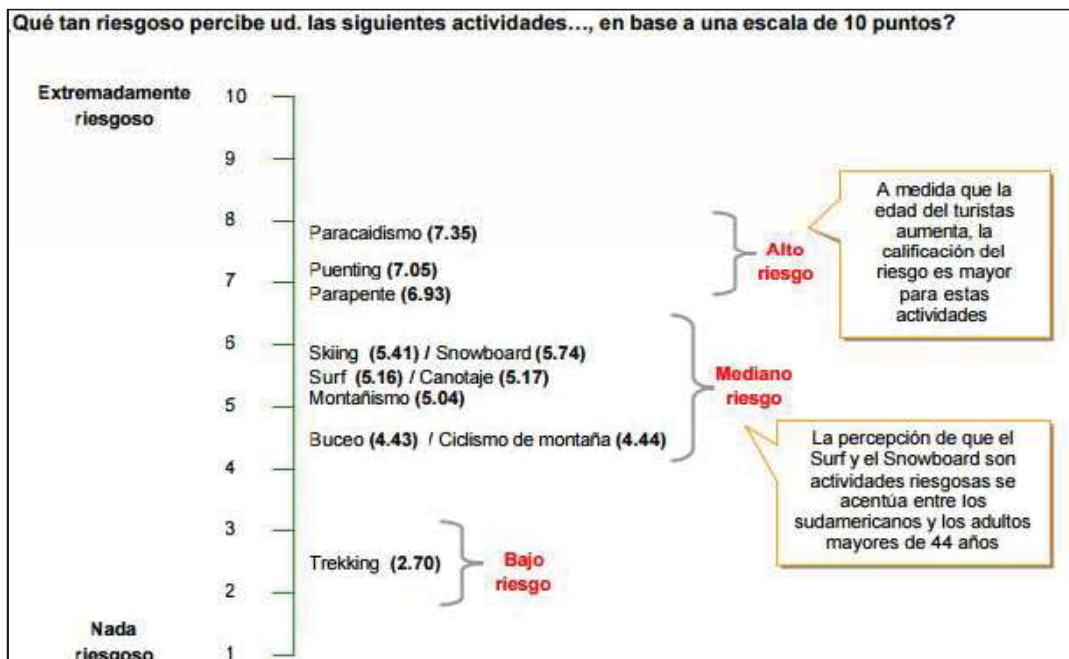 Qué tan riesgoso percibe ud. las siguientes actividades..., en base a una escala de 10 puntos?
Extremadamente
riesgoso
10
9
8
7
6
5
4
3
2
1
Nada
riesgoso
Paracaidismo (7.35)
Puenting (7.05)
Parapente (6.93)
Alto
riesgo
A medida que la
edad del turistas
aumenta, la
calificación del
riesgo es mayor
para estas
actividades
Skiing (5.41) / Snowboard (5.74)
Surf (5.16) / Canotaje (5.17)
Montañismo (5.04)
Buceo (4.43) / Ciclismo de montaña (4.44)
Mediano
riesgo
La percepción de que el
Surf y el Snowboard son
actividades riesgosas se
acentúa entre los
sudamericanos y los adultos
mayores de 44 años
Trekking (2.70)
Bajo
riesgo